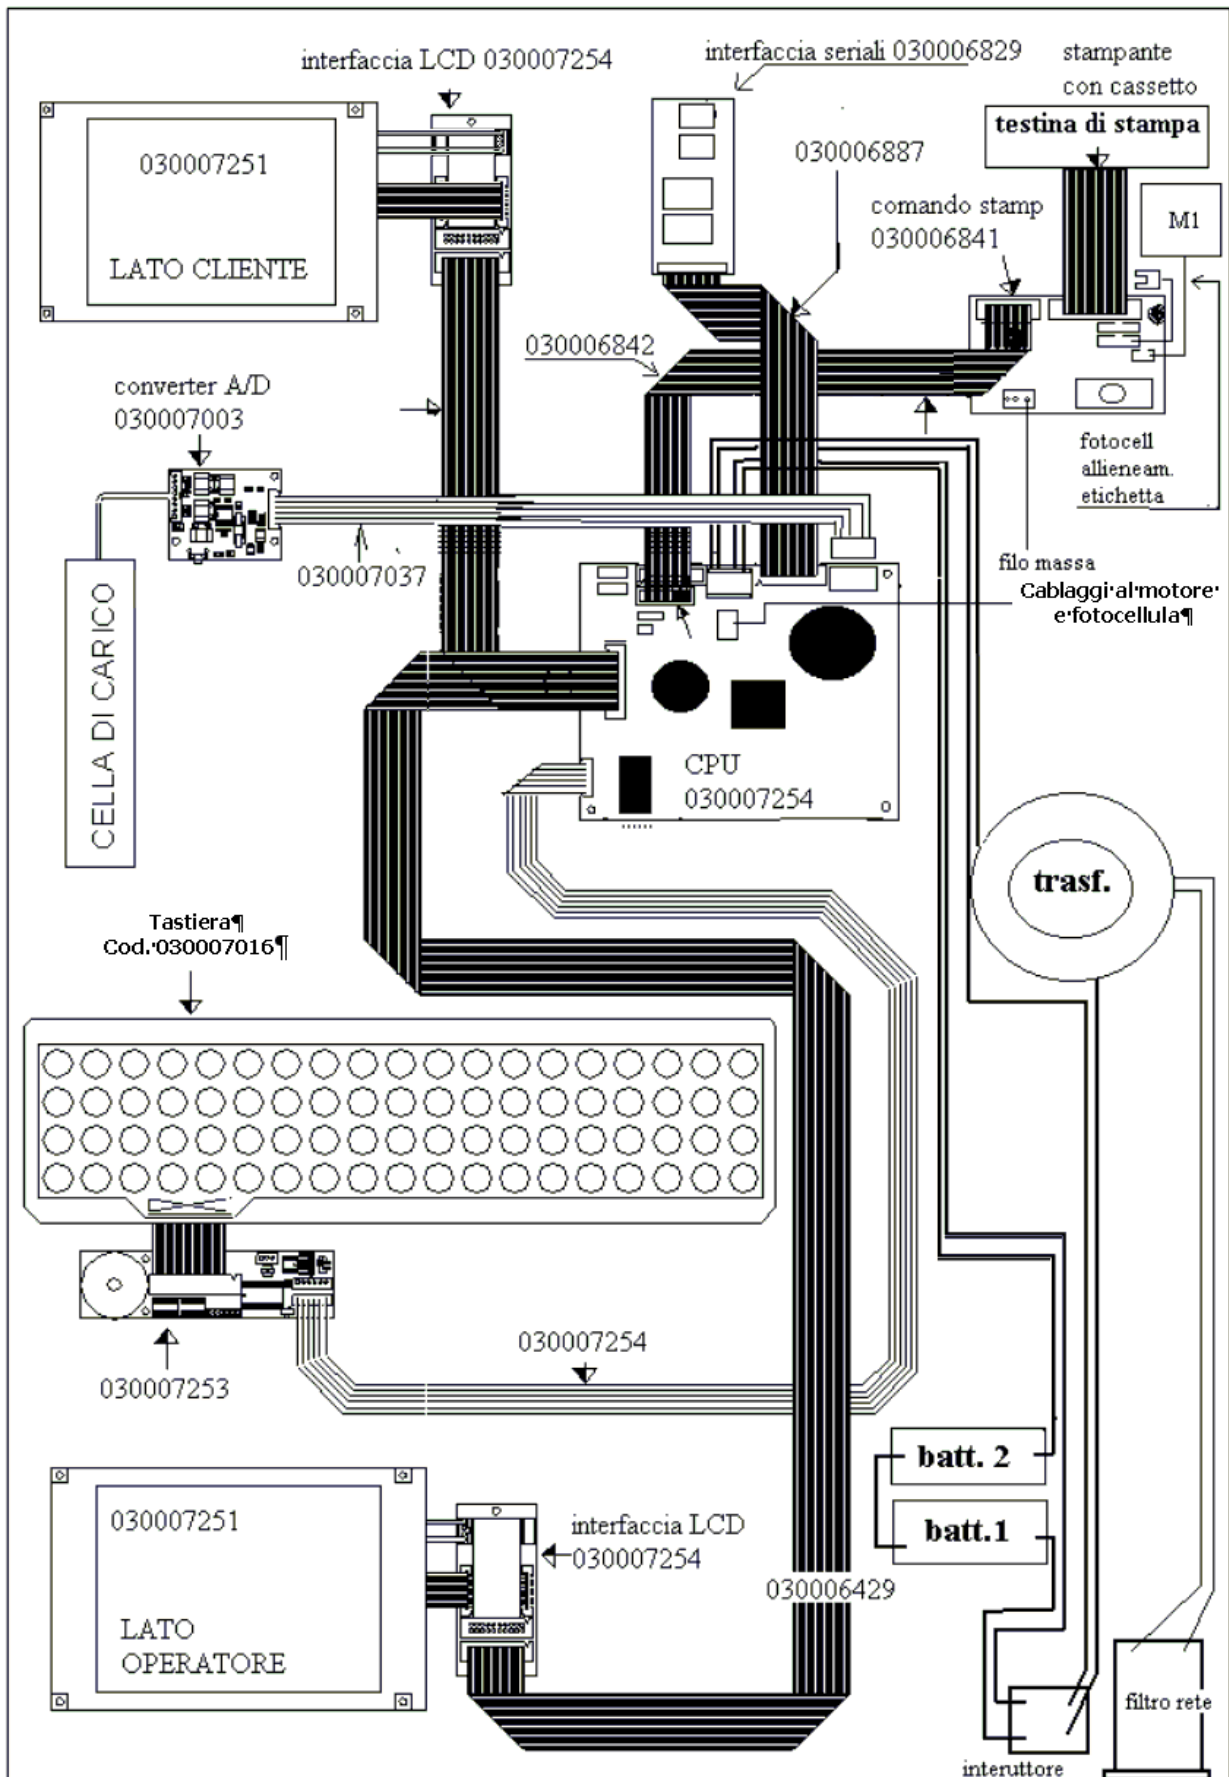 interfaccia LCD 030007254
interfaccia seriali 030006829
stampante
con cassetto
testina di stampa
030007251
LATO CLIENTE
030006887
comando stamp
030006841
M1
030006842
converter A/D
030007003
fotocell
allieneam.
etichetta
030007037
filo massa
Cablaggi·al·motore·
e·fotocellula¶
CELLA DI CARICO
CPU
030007254
trasf.
Tastiera¶
Cod.·030007016¶
030007254
030007253
batt. 2
batt.1
030007251
LATO
OPERATORE
interfaccia LCD
030007254
030006429
filtro rete
interuttore